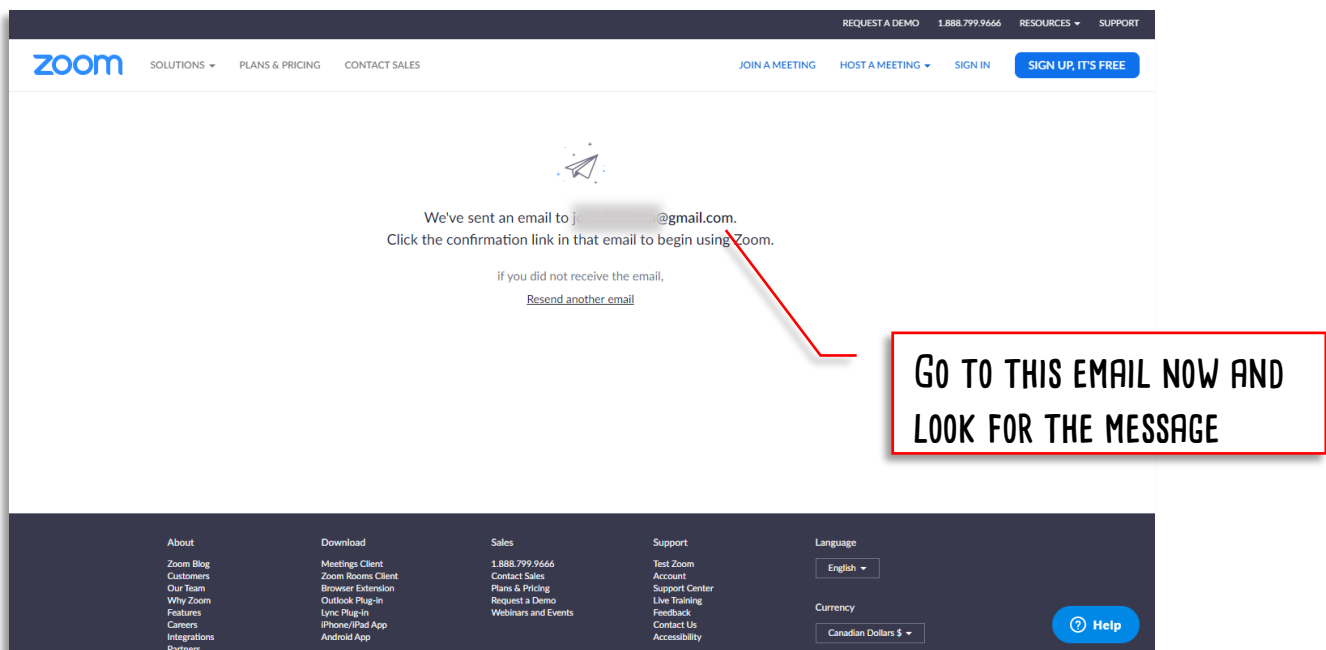 REQUEST A DEMO 1.888.799.9666 RESOURCES SUPPORT
zoom SOLUTIONS PLANS & PRICING CONTACT SALES JOIN A MEETING HOST A MEETING SIGN IN SIGN UP, IT'S FREE
We've sent an email to @gmail.com.
Click the confirmation link in that email to begin using Zoom.
if you did not receive the email,
Resend another email
GO TO THIS EMAIL NOW AND
LOOK FOR THE MESSAGE
About
Zoom Blog
Customers
Our Team
Why Zoom
Features
Careers
Integrations
Partners
Download
Meetings Client
Zoom Rooms Client
Browser Extension
Outlook Plug-in
Lync Plug-in
iPhone/iPad App
Android App
Sales
1.888.799.9666
Contact Sales
Plans & Pricing
Request a Demo
Webinars and Events
Support
Test Zoom
Account
Support Center
Live Training
Feedback
Contact Us
Accessibility
Language
English
Currency
Canadian Dollars $
Help